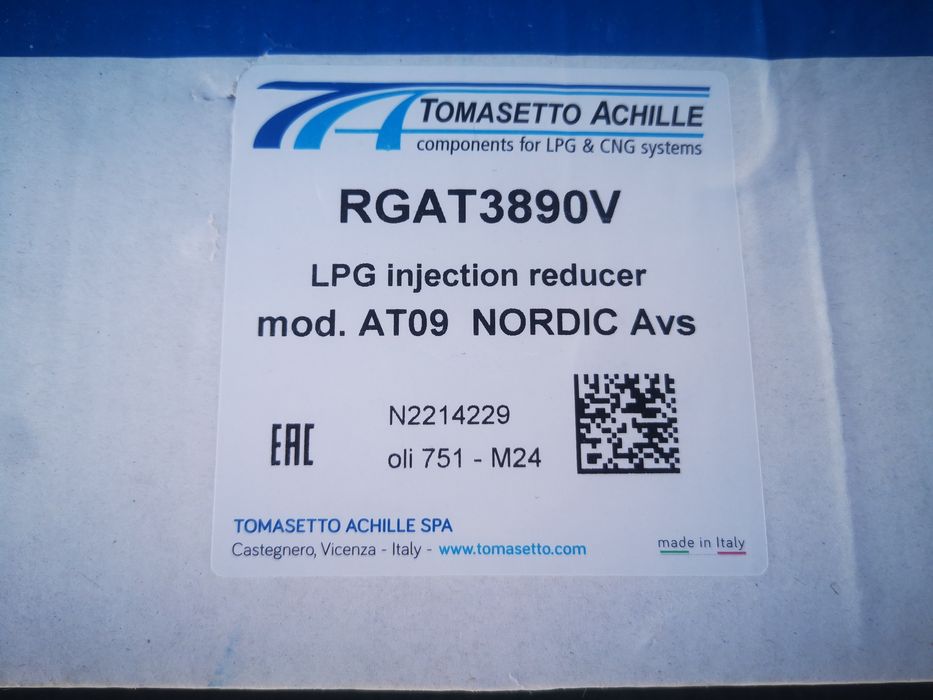 TOMASETTO ACHILLE
components for LPG & CNG systems
RGAT3890V
LPG injection reducer
mod. AT09 NORDIC Avs
EAC
N2214229
oli 751 - M24
TOMASETTO ACHILLE SPA
Castegnero, Vicenza - Italy - www.tomasetto.com
made in Italy